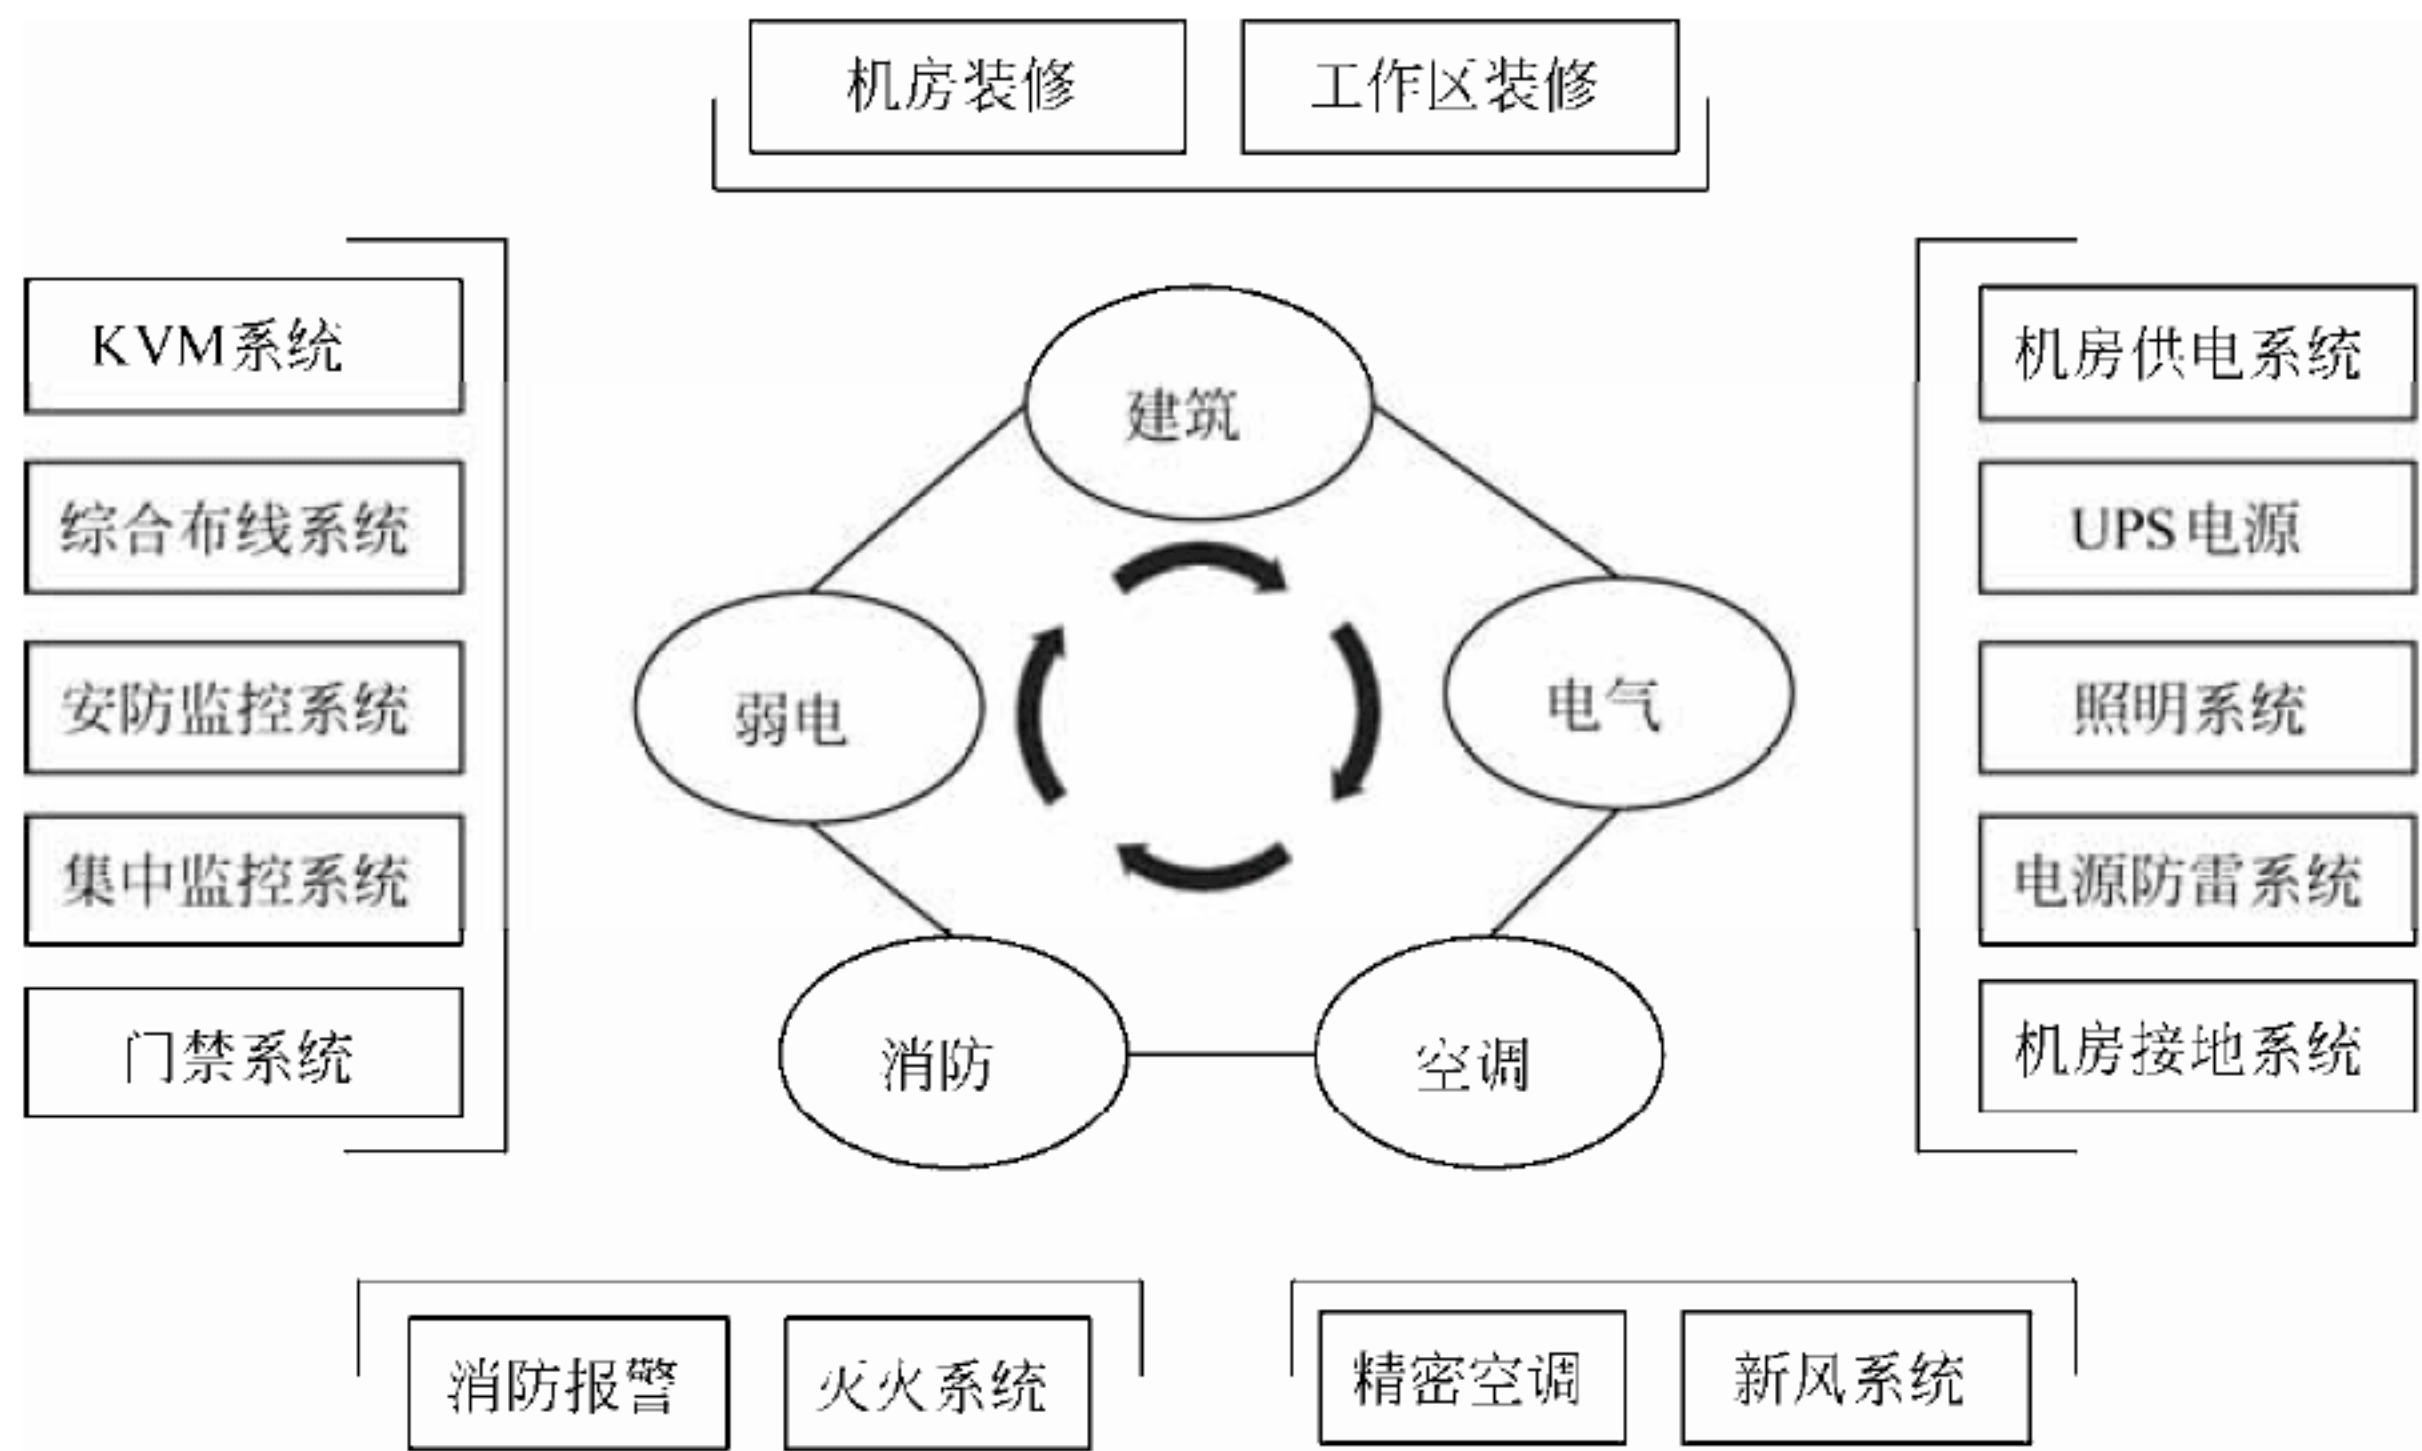 机房装修
工作区装修
KVM系统
综合布线系统
安防监控系统
集中监控系统
门禁系统
建筑
弱电
电气
消防
空调
机房供电系统
UPS电源
照明系统
电源防雷系统
机房接地系统
消防报警
灭火系统
精密空调
新风系统